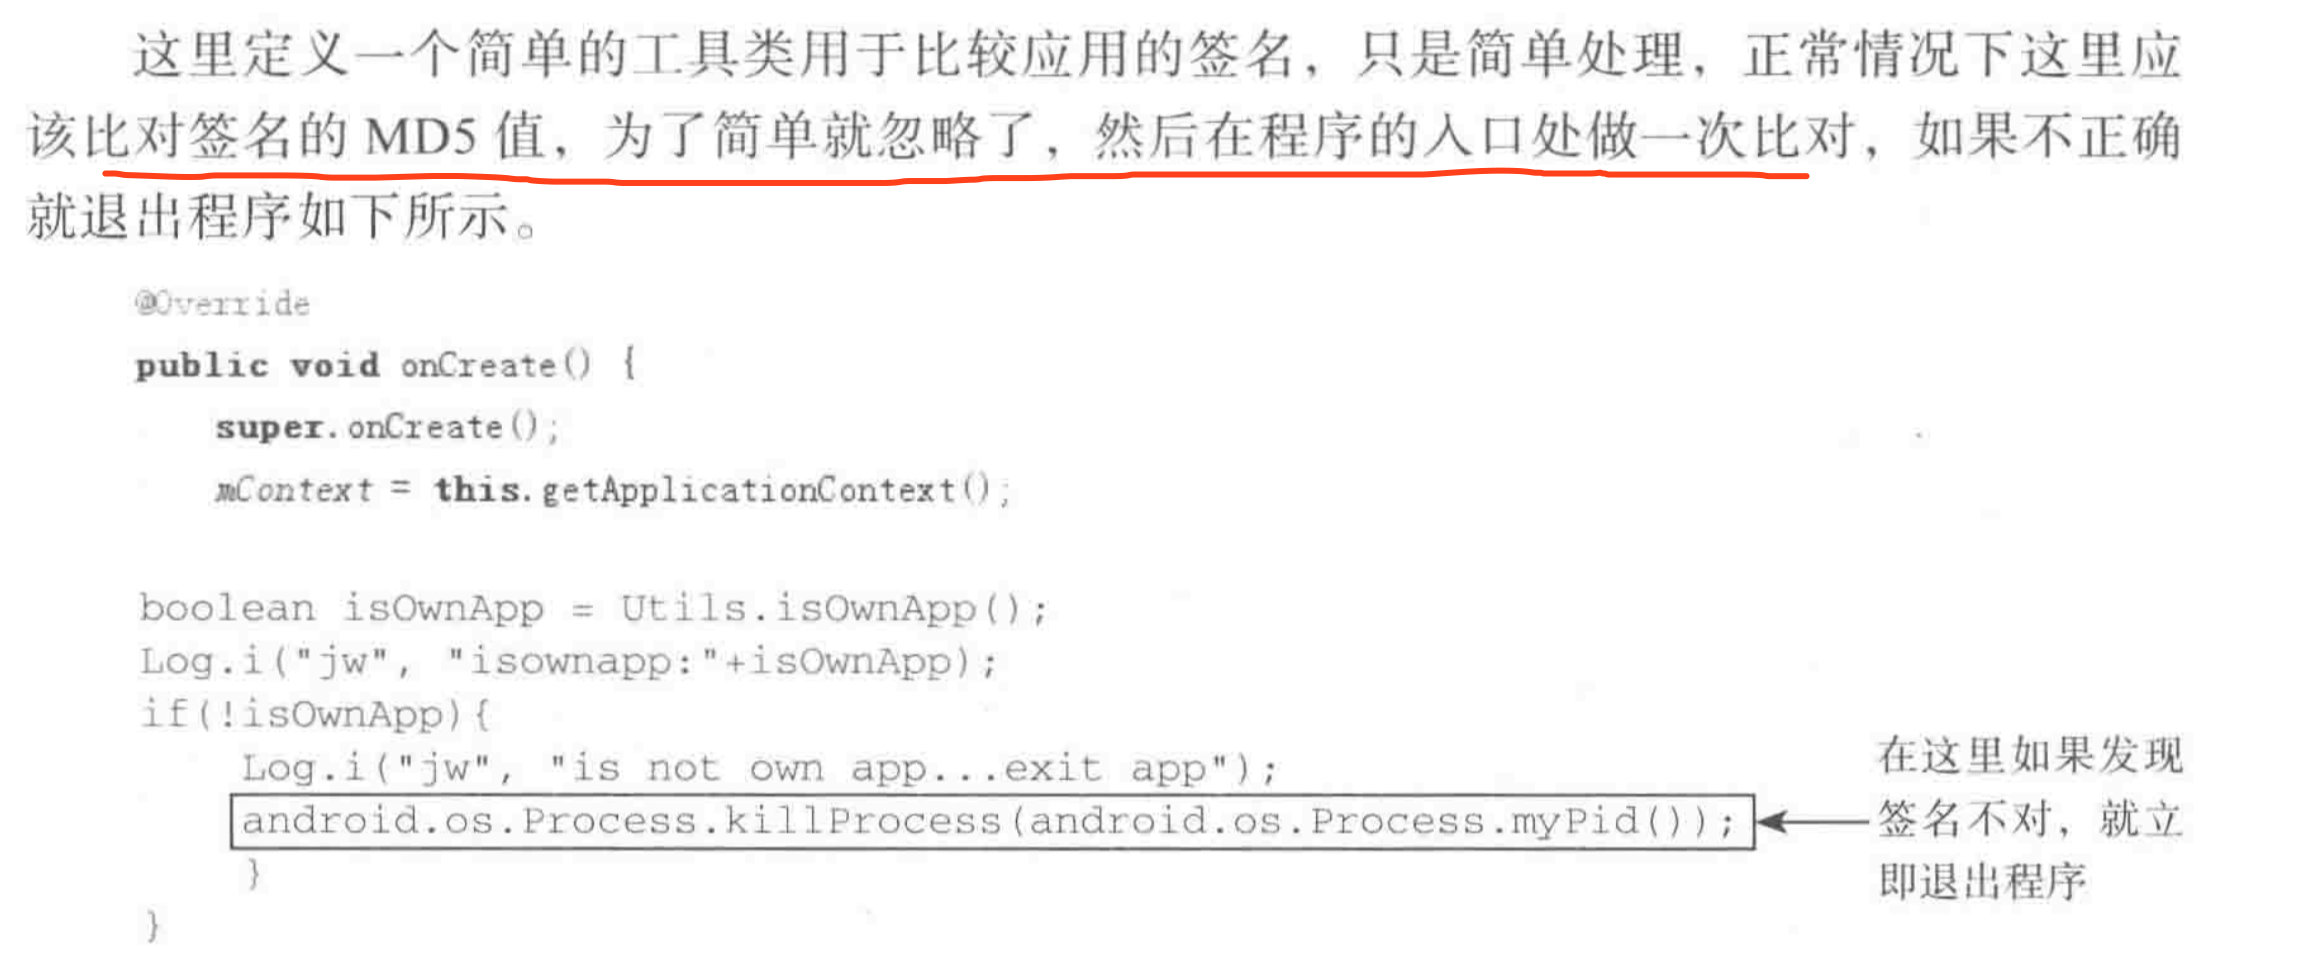 这里定义一个简单的工具类用于比较应用的签名，只是简单处理，正常情况下这里应
该比对签名的 MD5 值，为了简单就忽略了，然后在程序的入口处做一次比对，如果不正确
就退出程序如下所示。
@Override
public void onCreate() {
super.onCreate();
mContext = this.getApplicationContext();
boolean isOwnApp = Utils.isOwnApp();
Log.i("jw", "isownapp:"+isOwnApp);
if(!isOwnApp){
Log.i("jw", "is not own app...exit app");
android.os.Process.killProcess(android.os.Process.myPid());
}
}
在这里如果发现
签名不对，就立
即退出程序